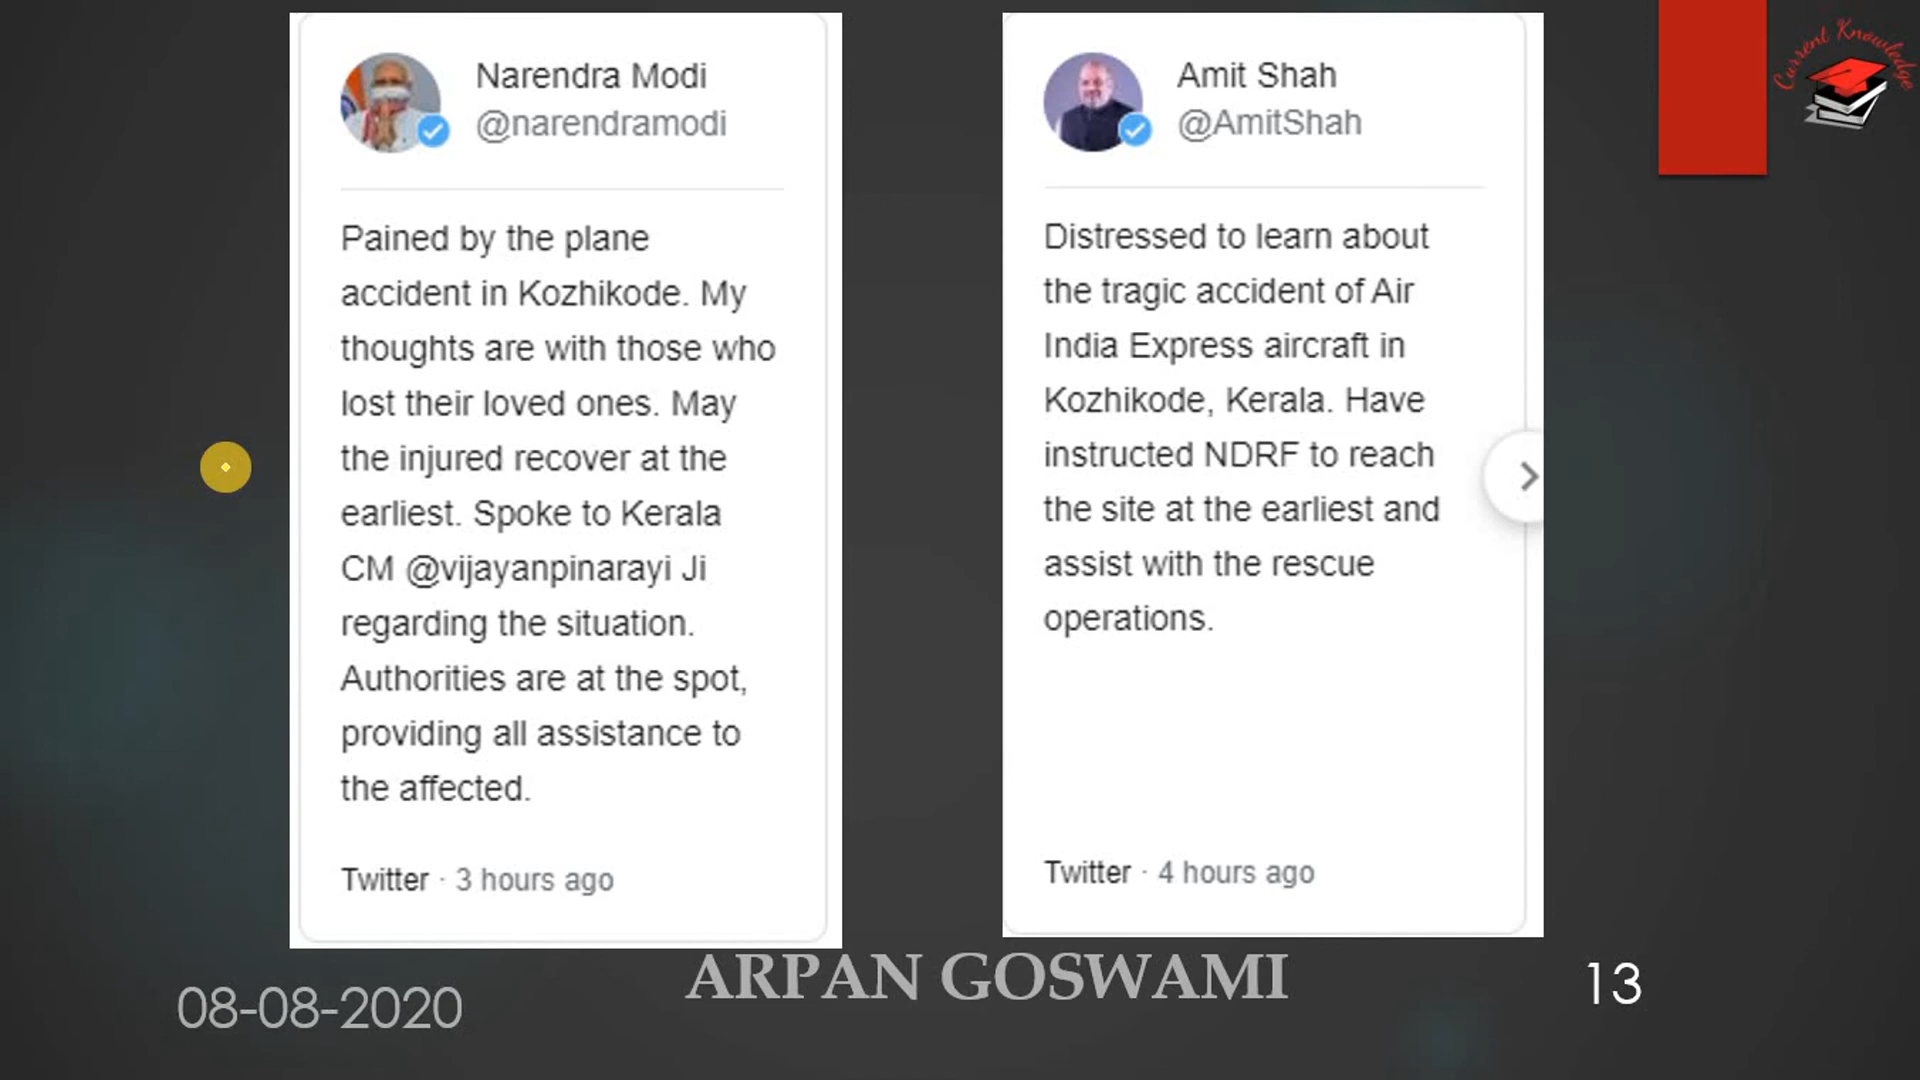 Narendra Modi
@narendramodi
Pained by the plane
accident in Kozhikode. My
thoughts are with those who
lost their loved ones. May
the injured recover at the
earliest. Spoke to Kerala
CM @vijayanpinarayi Ji
regarding the situation.
Authorities are at the spot,
providing all assistance to
the affected.
Twitter · 3 hours ago
Amit Shah
@AmitShah
Distressed to learn about
the tragic accident of Air
India Express aircraft in
Kozhikode, Kerala. Have
instructed NDRF to reach
the site at the earliest and
assist with the rescue
operations.
Twitter · 4 hours ago
Current Knowledge
08-08-2020
ARPAN GOSWAMI
13